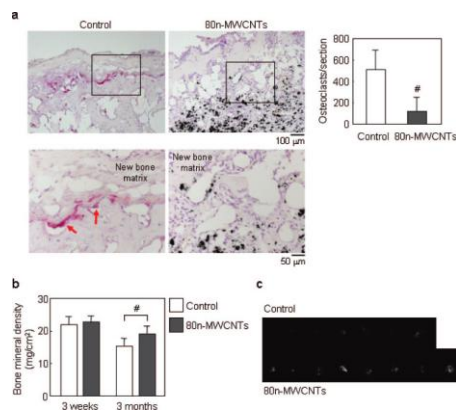 a
Control
80n-MWCNTs
100 µm
New bone
matrix
New bone
matrix
50 µm
Osteoclasts/section
800
600
400
200
0
#
Control
80n-MWCNTs
b
Bone mineral density
(mg/cm³)
30
20
10
0
#
3 weeks
3 months
Control
80n-MWCNTs
c
Control
80n-MWCNTs